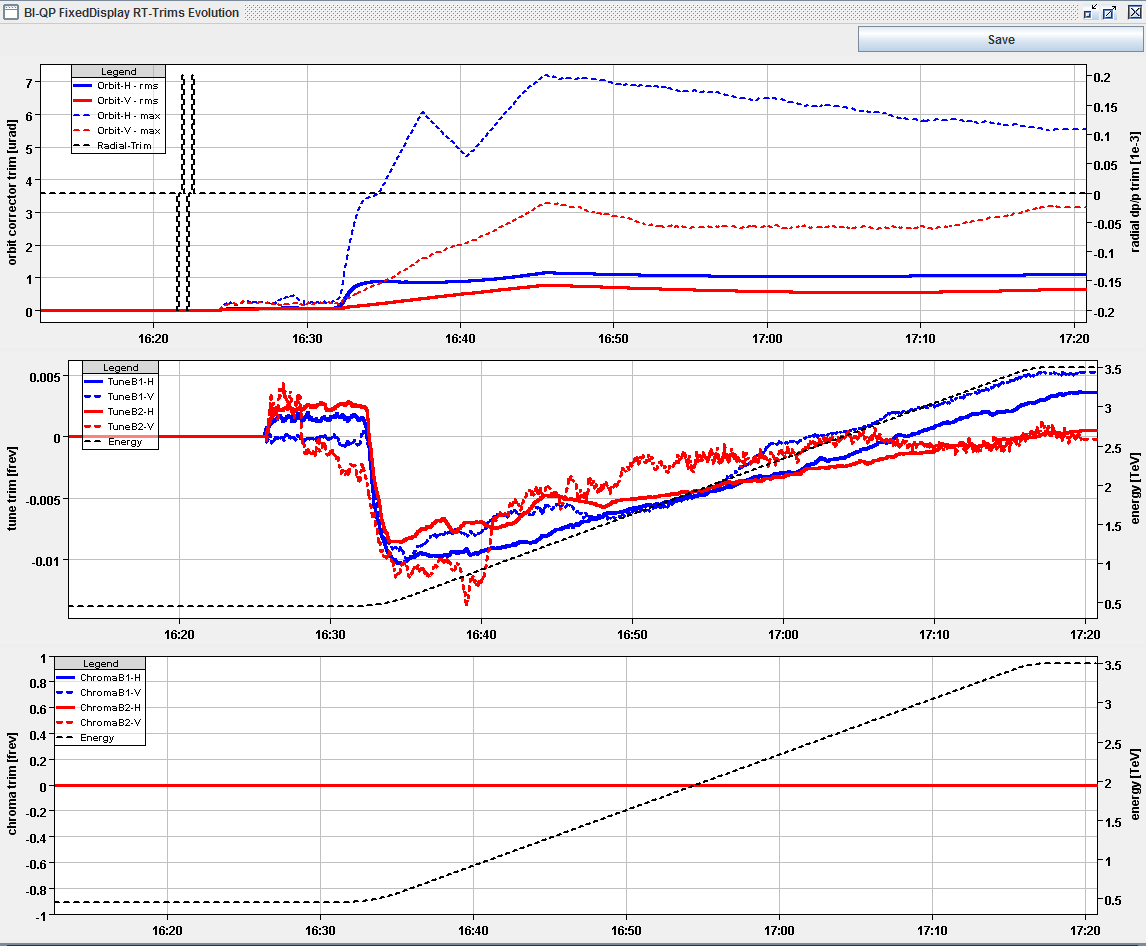 BI-QP FixedDisplay RT-Trims Evolution
Save
Legend
Orbit-H - rms
Orbit-V - rms
Orbit-H - max
Orbit-V - max
Radial-Trim
orbit corrector trim [urad]
7
6
5
4
3
2
1
0
radial dp/p trim [1e-3]
0.2
0.15
0.1
0.05
0
-0.05
-0.1
-0.15
-0.2
16:20 16:30 16:40 16:50 17:00 17:10 17:20
Legend
TuneB1-H
TuneB1-V
TuneB2-H
TuneB2-V
Energy
tune trim [frev]
0.005
0
-0.005
-0.01
energy [TeV]
3.5
3
2.5
2
1.5
1
0.5
16:20 16:30 16:40 16:50 17:00 17:10 17:20
Legend
ChromaB1-H
ChromaB1-V
ChromaB2-H
ChromaB2-V
Energy
chroma trim [frev]
1
0.8
0.6
0.4
0.2
0
-0.2
-0.4
-0.6
-0.8
-1
energy [TeV]
3.5
3
2.5
2
1.5
1
0.5
16:20 16:30 16:40 16:50 17:00 17:10 17:20